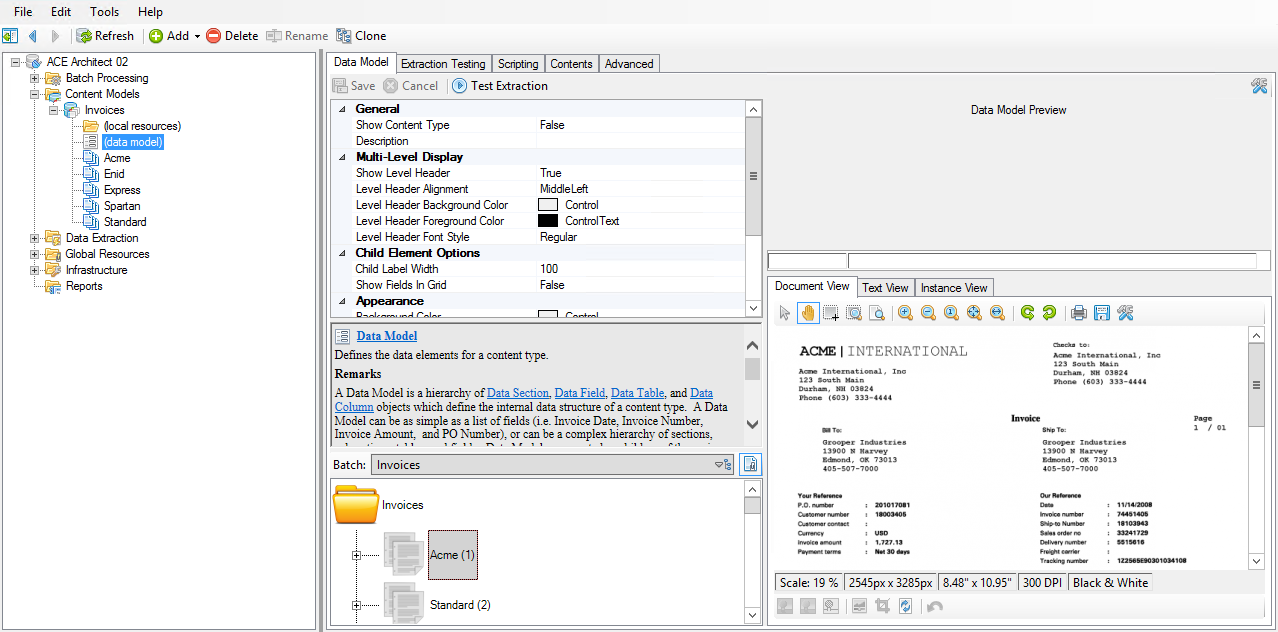 File Edit Tools Help
Refresh Add Delete Rename Clone
ACE Architect 02
Batch Processing
Content Models
Invoices
(local resources)
(data model)
Acme
Enid
Express
Spartan
Standard
Data Extraction
Global Resources
Infrastructure
Reports
Data Model Extraction Testing Scripting Contents Advanced
Save Cancel Test Extraction
General
Show Content Type False
Description
Multi-Level Display
Show Level Header True
Level Header Alignment MiddleLeft
Level Header Background Color Control
Level Header Foreground Color ControlText
Level Header Font Style Regular
Child Element Options
Child Label Width 100
Show Fields In Grid False
Appearance
Background Color Control
Data Model
Defines the data elements for a content type.
Remarks
A Data Model is a hierarchy of Data Section, Data Field, Data Table, and Data
Column objects which define the internal data structure of a content type. A Data
Model can be as simple as a list of fields (i.e. Invoice Date, Invoice Number,
Invoice Amount, and PO Number), or can be a complex hierarchy of sections,
Batch: Invoices
Invoices
Acme (1)
Standard (2)
Data Model Preview
Document View Text View Instance View
ACME | INTERNATIONAL
Acme International, Inc
123 South Main
Durham, NH 03824
Phone (603) 333-4444
Checks to:
Acme International, Inc
123 South Main
Durham, NH 03824
Phone (603) 333-4444
Invoice
Page
1 / 01
Bill To:
Grooper Industries
13900 N Harvey
Edmond, OK 73013
405-507-7000
Ship To:
Grooper Industries
13900 N Harvey
Edmond, OK 73013
405-507-7000
Your Reference
P.O. number : 201017081
Customer number : 18003405
Customer contact :
Currency : USD
Invoice amount : 1,727.13
Payment terms : Net 30 days
Our Reference
Date : 11/14/2008
Invoice number : 74451405
Ship-to Number : 18103943
Sales order no : 33241729
Delivery number : 5515616
Freight carrier :
Tracking number : 1Z2565E90301034108
Scale: 19 % 2545px x 3285px 8.48" x 10.95" 300 DPI Black & White